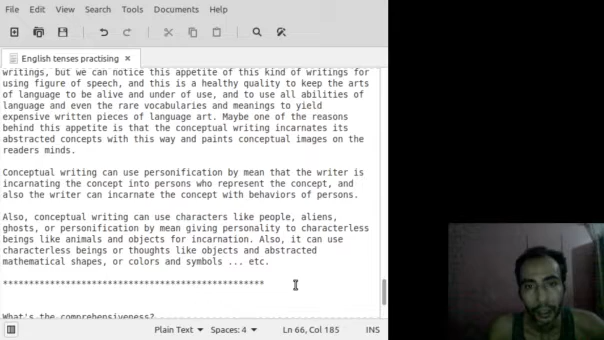 File Edit View Search Tools Documents Help
English tenses practising ×
writings, but we can notice this appetite of this kind of writings for
using figure of speech, and this is a healthy quality to keep the arts
of language to be alive and under of use, and to use all abilities of
language and even the rare vocabularies and meanings to yield
expensive written pieces of language art. Maybe one of the reasons
behind this appetite is that the conceptual writing incarnates its
abstracted concepts with this way and paints conceptual images on the
readers minds.
Conceptual writing can use personification by mean that the writer is
incarnating the concept into persons who represent the concept, and
also the writer can incarnate the concept with behaviors of persons.
Also, conceptual writing can use characters like people, aliens,
ghosts, or personification by mean giving personality to characterless
beings like animals and objects for incarnation. Also, it can use
characterless beings or thoughts like objects and abstracted
mathematical shapes, or colors and symbols ... etc.
**************************************************
What's the comprehensiveness?
Plain Text Spaces: 4 Ln 66, Col 185 INS